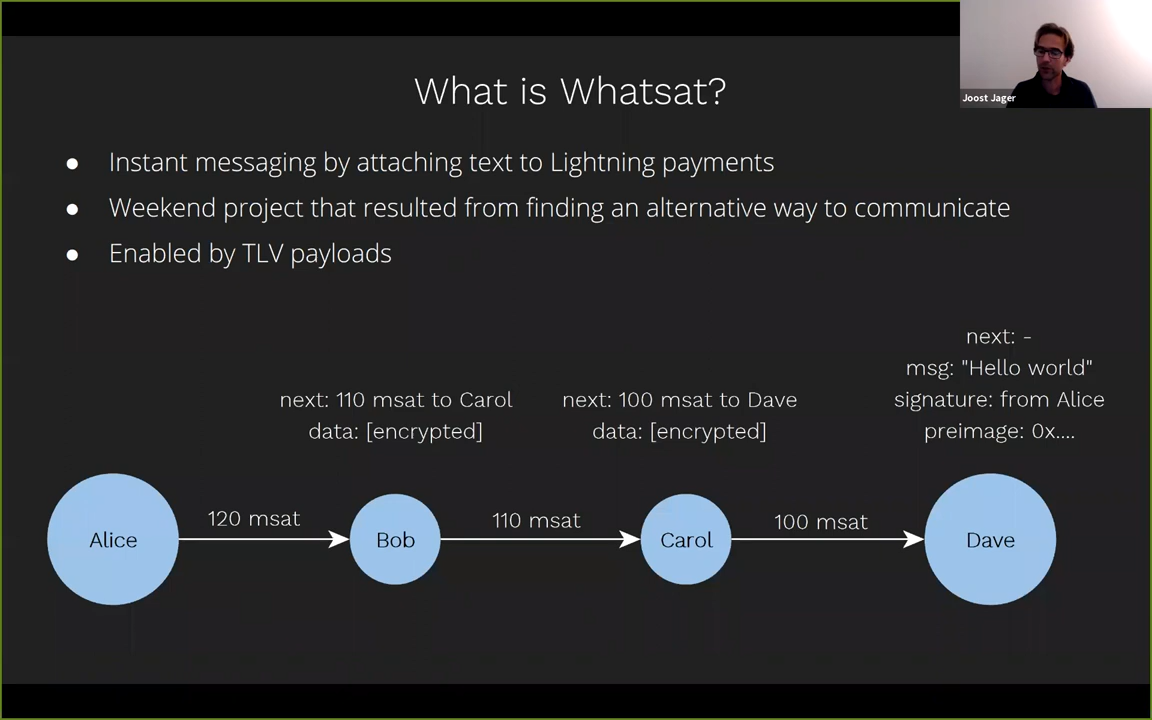 What is Whatsat?
Joost Jager
● Instant messaging by attaching text to Lightning payments
● Weekend project that resulted from finding an alternative way to communicate
● Enabled by TLV payloads
next: 110 msat to Carol
data: [encrypted]
next: 100 msat to Dave
data: [encrypted]
next: -
msg: "Hello world"
signature: from Alice
preimage: 0x....
Alice
120 msat
Bob
110 msat
Carol
100 msat
Dave